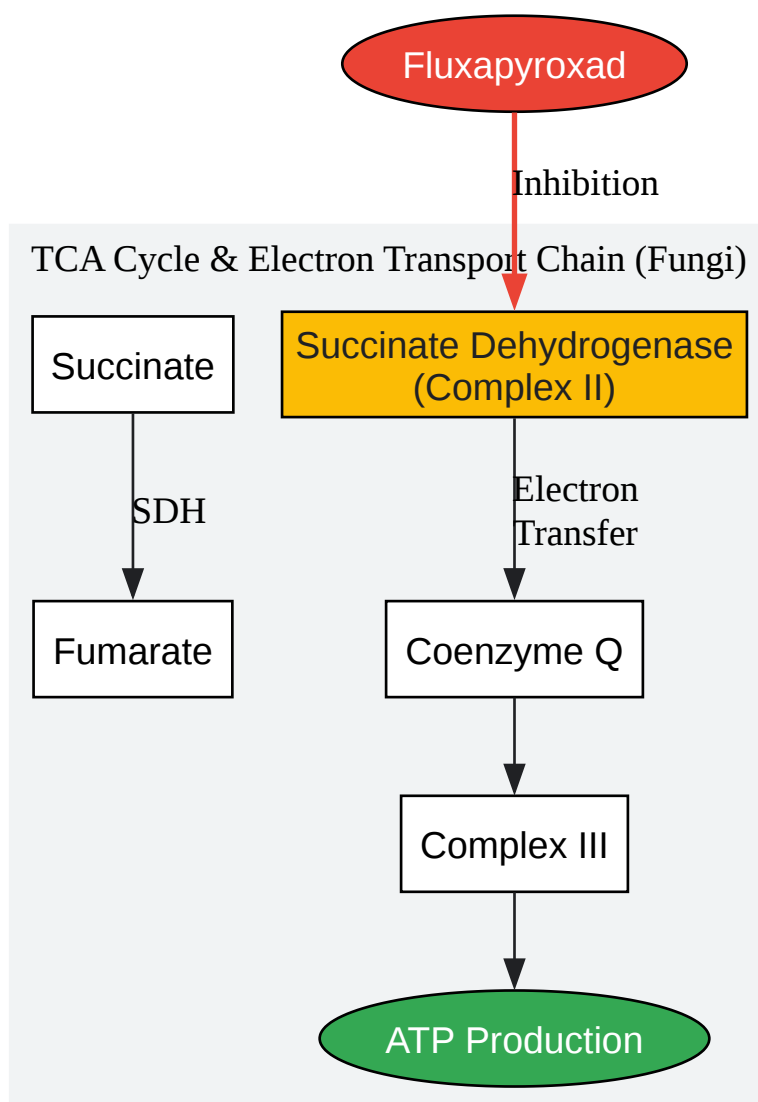 Fluxapyroxad
Inhibition
TCA Cycle & Electron Transport Chain (Fungi)
Succinate
Succinate Dehydrogenase
(Complex II)
SDH
Electron
Transfer
Fumarate
Coenzyme Q
Complex III
ATP Production